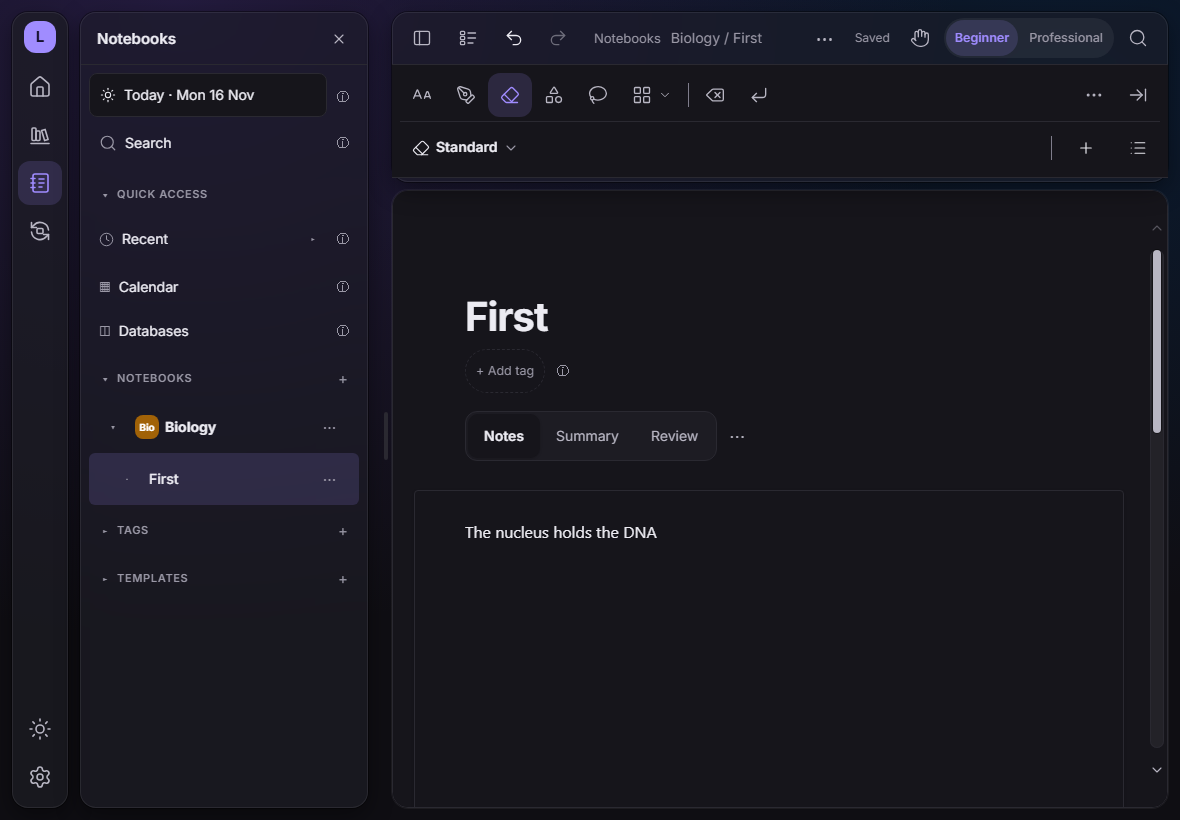 L
Notebooks
Today · Mon 16 Nov
Search
QUICK ACCESS
Recent
Calendar
Databases
NOTEBOOKS
Bio Biology
First
TAGS
TEMPLATES
Notebooks Biology / First
Saved
Beginner Professional
AA
Standard
First
+ Add tag
Notes Summary Review
The nucleus holds the DNA